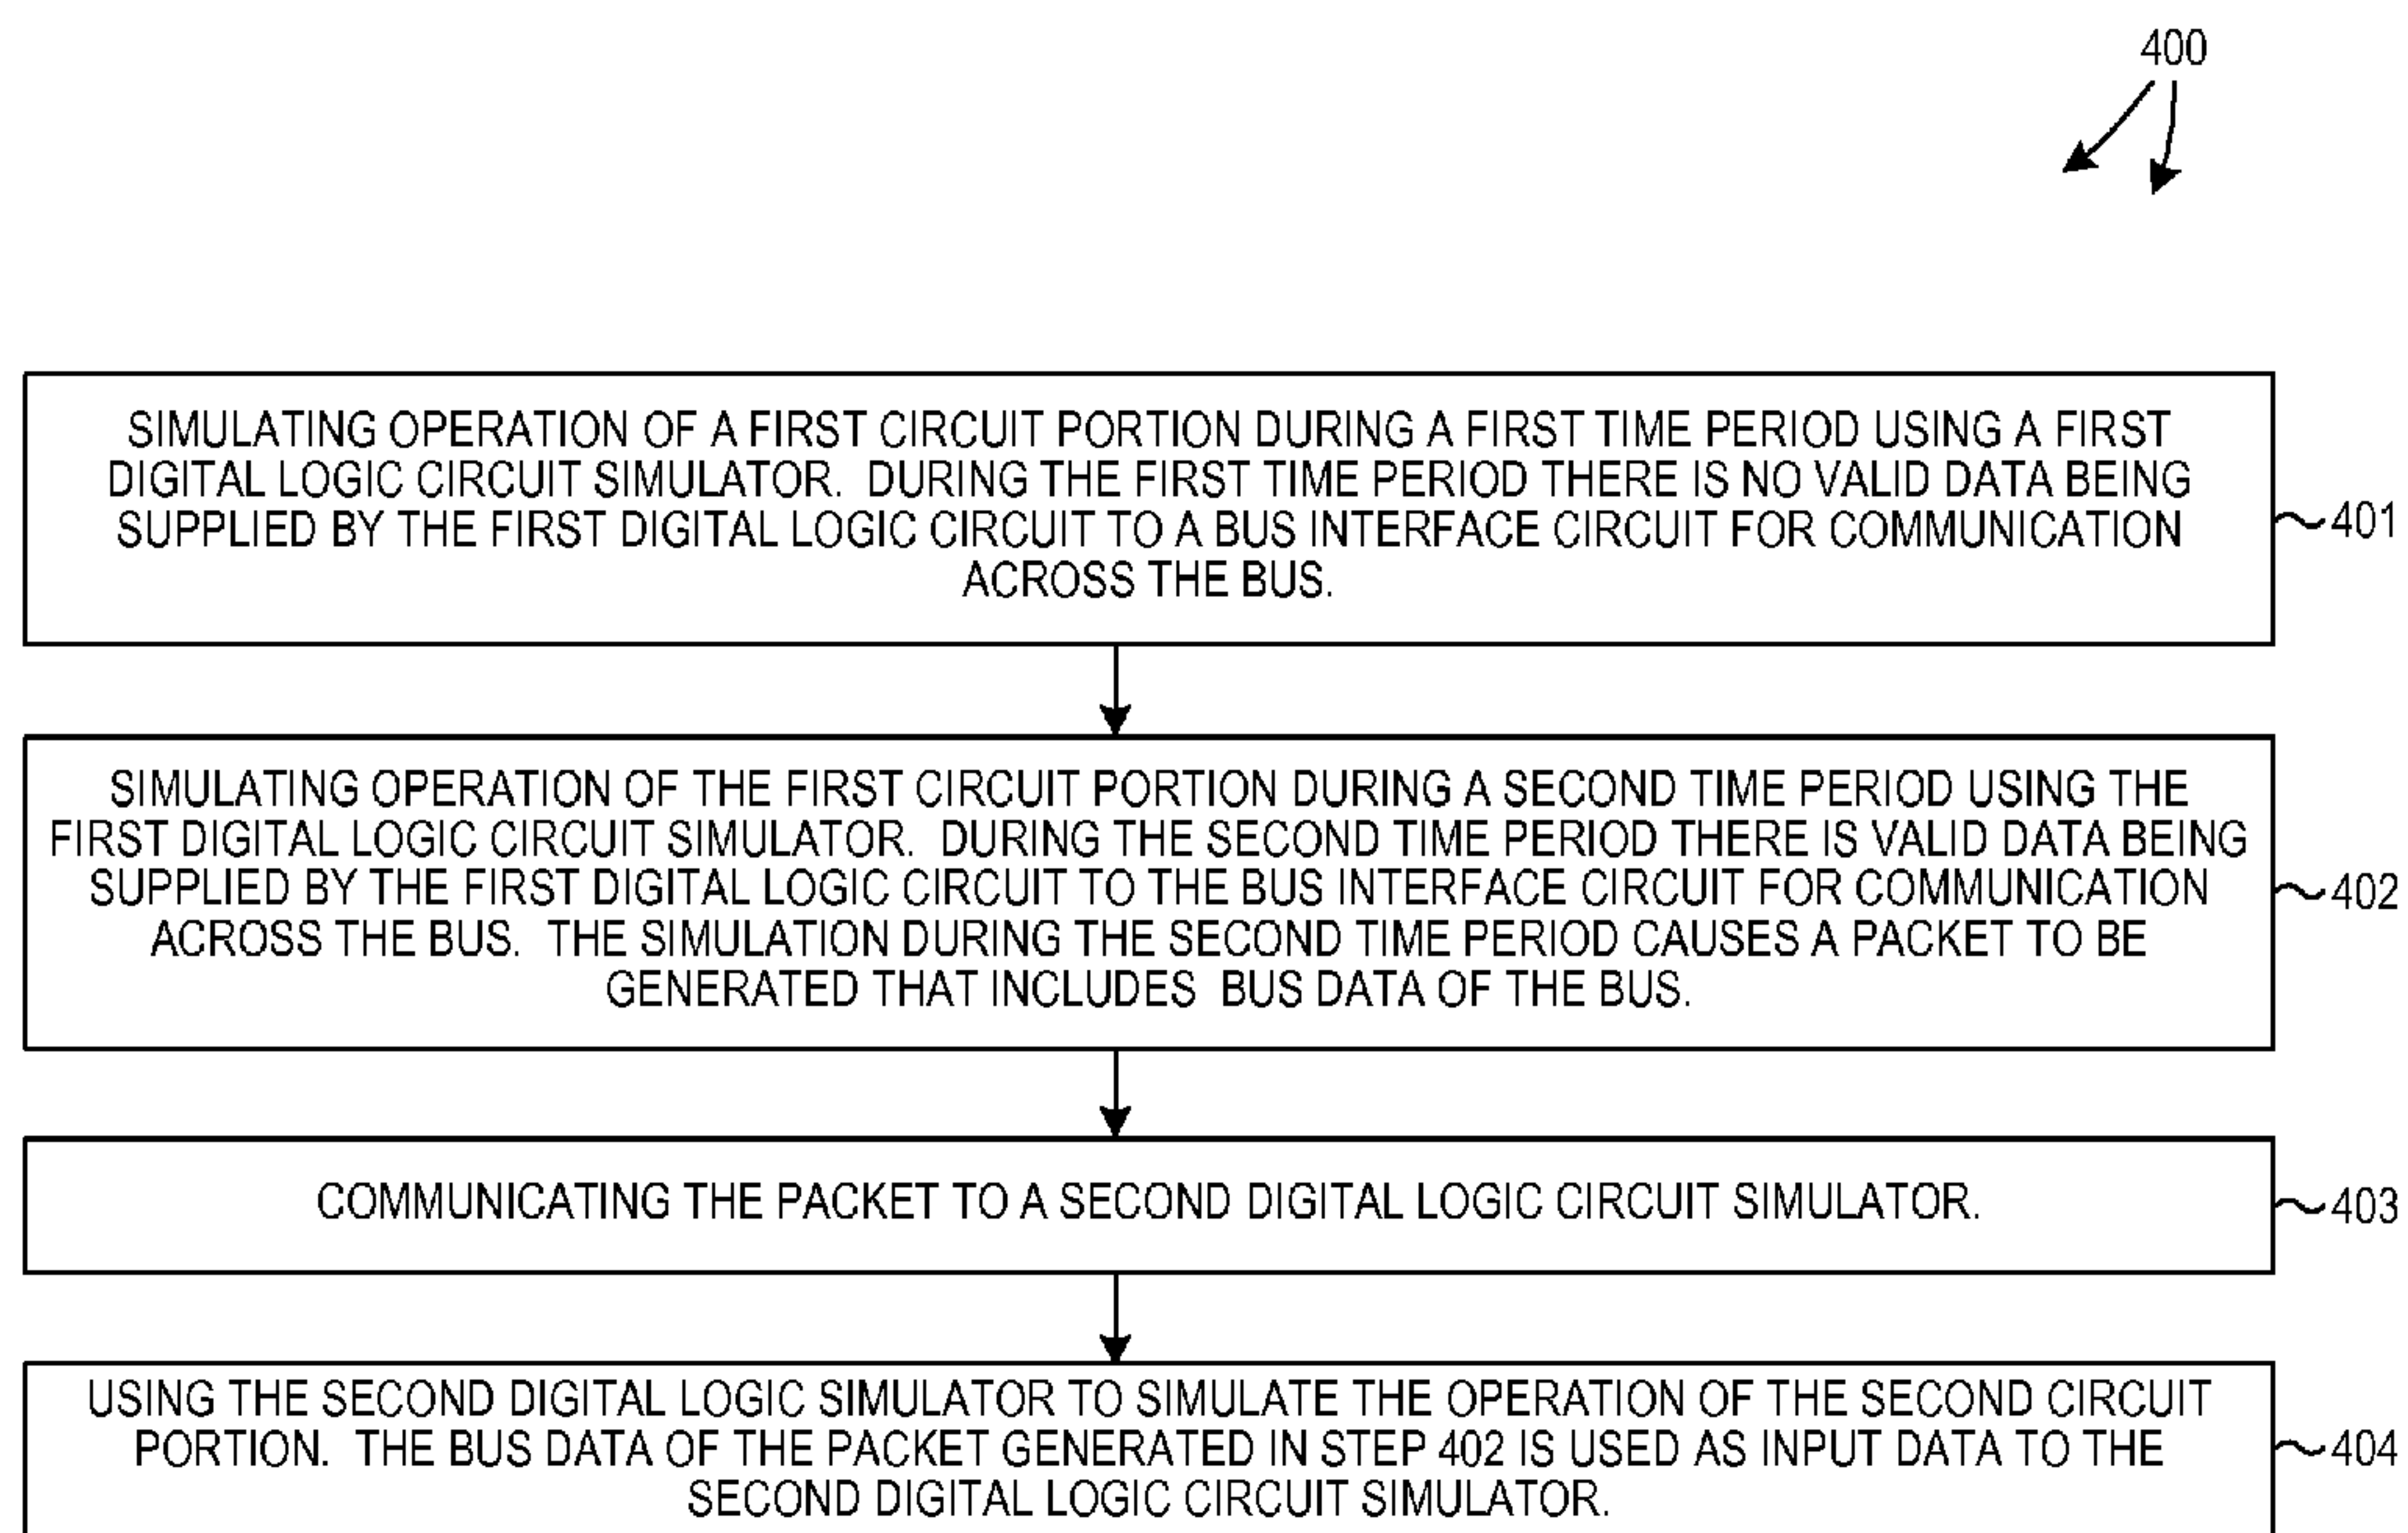 400
SIMULATING OPERATION OF A FIRST CIRCUIT PORTION DURING A FIRST TIME PERIOD USING A FIRST
DIGITAL LOGIC CIRCUIT SIMULATOR. DURING THE FIRST TIME PERIOD THERE IS NO VALID DATA BEING
SUPPLIED BY THE FIRST DIGITAL LOGIC CIRCUIT TO A BUS INTERFACE CIRCUIT FOR COMMUNICATION
ACROSS THE BUS.
401
SIMULATING OPERATION OF THE FIRST CIRCUIT PORTION DURING A SECOND TIME PERIOD USING THE
FIRST DIGITAL LOGIC CIRCUIT SIMULATOR. DURING THE SECOND TIME PERIOD THERE IS VALID DATA BEING
SUPPLIED BY THE FIRST DIGITAL LOGIC CIRCUIT TO THE BUS INTERFACE CIRCUIT FOR COMMUNICATION
ACROSS THE BUS. THE SIMULATION DURING THE SECOND TIME PERIOD CAUSES A PACKET TO BE
GENERATED THAT INCLUDES BUS DATA OF THE BUS.
402
COMMUNICATING THE PACKET TO A SECOND DIGITAL LOGIC CIRCUIT SIMULATOR.
403
USING THE SECOND DIGITAL LOGIC SIMULATOR TO SIMULATE THE OPERATION OF THE SECOND CIRCUIT
PORTION. THE BUS DATA OF THE PACKET GENERATED IN STEP 402 IS USED AS INPUT DATA TO THE
SECOND DIGITAL LOGIC CIRCUIT SIMULATOR.
404